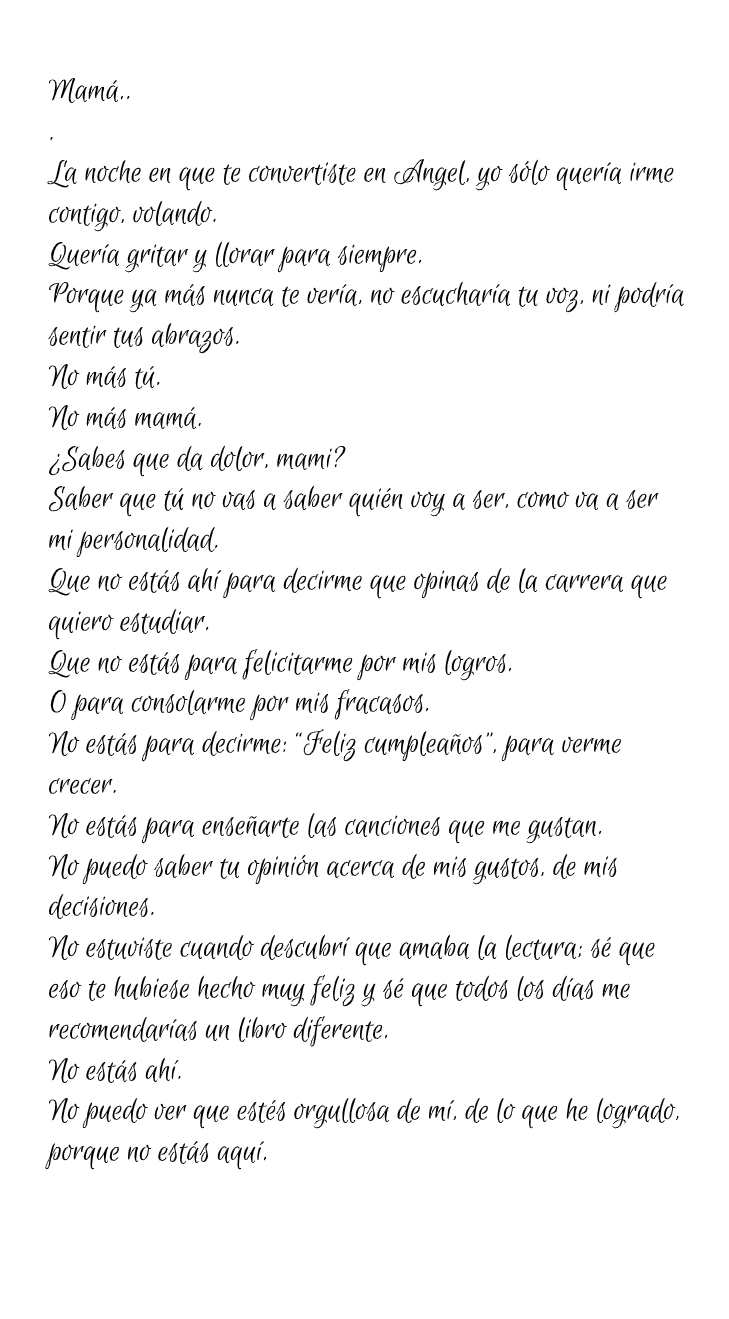 Mamá..
.
La noche en que te convertiste en Angel, yo sólo quería irme
contigo, volando.
Quería gritar y llorar para siempre.
Porque ya más nunca te vería, no escucharía tu voz, ni podría
sentir tus abrazos.
No más tú.
No más mamá.
¿Sabes que da dolor, mami?
Saber que tú no vas a saber quién voy a ser, como va a ser
mi personalidad.
Que no estás ahí para decirme que opinas de la carrera que
quiero estudiar.
Que no estás para felicitarme por mis logros.
O para consolarme por mis fracasos.
No estás para decirme: “Feliz cumpleaños”, para verme
crecer.
No estás para enseñarte las canciones que me gustan.
No puedo saber tu opinión acerca de mis gustos, de mis
decisiones.
No estuviste cuando descubrí que amaba la lectura; sé que
eso te hubiese hecho muy feliz y sé que todos los días me
recomendarías un libro diferente.
No estás ahí.
No puedo ver que estés orgullosa de mí, de lo que he logrado,
porque no estás aquí.